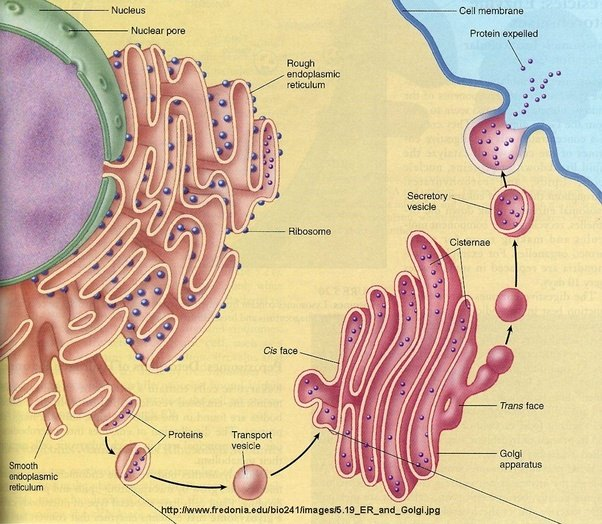 Nucleus
Nuclear pore
Rough
endoplasmic
reticulum
Ribosome
Cell membrane
Protein expelled
Secretory
vesicle
Cisternae
Cis face
Trans face
Golgi
apparatus
Proteins
Transport
vesicle
Smooth
endoplasmic
reticulum
http://www.fredonia.edu/bio241/images/5.19_ER_and_Golgi.jpg